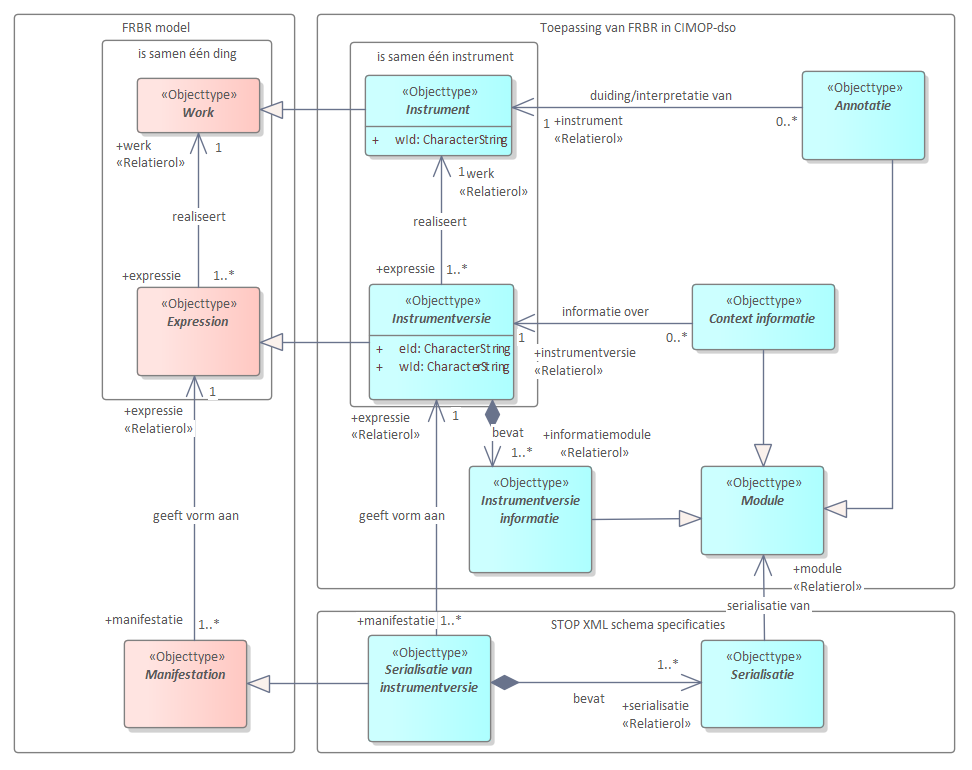 FRBR model
is samen één ding
«Objecttype»
Work
+werk
«Relatierol»
1
realiseert
+expressie
1..*
«Objecttype»
Expression
1
+expressie
«Relatierol»
geeft vorm aan
+manifestatie
1..*
«Objecttype»
Manifestation
Toepassing van FRBR in CIMOP-dso
is samen één instrument
«Objecttype»
Instrument
+ wId: CharacterString
duiding/interpretatie van
1
+instrument
«Relatierol»
0..*
«Objecttype»
Annotatie
1
werk
«Relatierol»
realiseert
+expressie
1..*
«Objecttype»
Instrumentversie
+ eId: CharacterString
+ wId: CharacterString
informatie over
1
+instrumentversie
«Relatierol»
0..*
«Objecttype»
Context informatie
+expressie
«Relatierol»
1
bevat
1..*
+informatiemodule
«Relatierol»
«Objecttype»
Instrumentversie
informatie
«Objecttype»
Module
geeft vorm aan
+module
«Relatierol»
serialisatie van
+manifestatie
1..*
STOP XML schema specificaties
«Objecttype»
Serialisatie van
instrumentversie
bevat
1..*
+serialisatie
«Relatierol»
«Objecttype»
Serialisatie